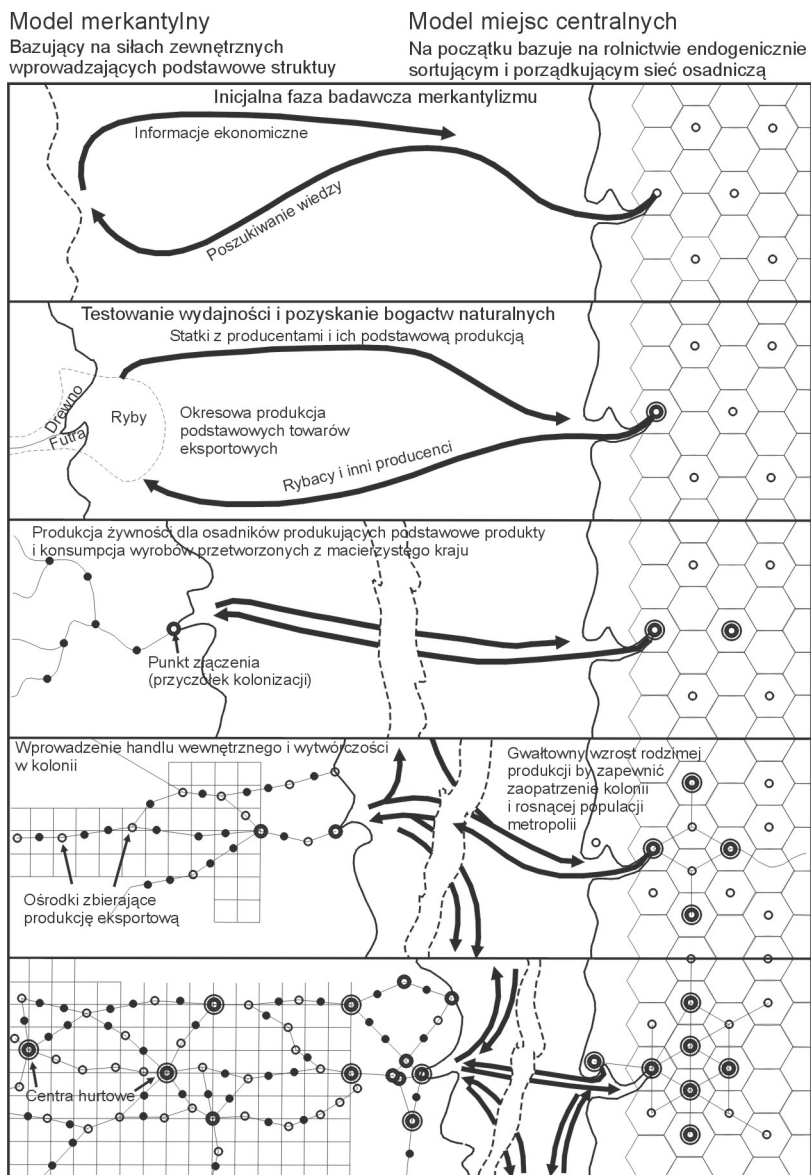 Model merkantylny
Bazujący na siłach zewnętrznych
wprowadzających podstawowe struktuy
Model miejsc centralnych
Na początku bazuje na rolnictwie endogenicznie
sortującym i porządkującym sieć osadniczą
Inicjalna faza badawcza merkantylizmu
Informacje ekonomiczne
Poszukiwanie wiedzy
Testowanie wydajności i pozyskanie bogactw naturalnych
Statki z producentami i ich podstawową produkcją
Drewno
Futra
Ryby
Okresowa produkcja
podstawowych towarów
eksportowych
Rybacy i inni producenci
Produkcja żywności dla osadników produkujących podstawowe produkty
i konsumpcja wyrobów przetworzonych z macierzystego kraju
Punkt złączenia
(przyczółek kolonizacji)
Wprowadzenie handlu wewnętrznego i wytwórczości
w kolonii
Gwałtowny wzrost rodzimej
produkcji by zapewnić
zaopatrzenie kolonii
i rosnącej populacji
metropolii
Ośrodki zbierające
produkcję eksportową
Centra hurtowe